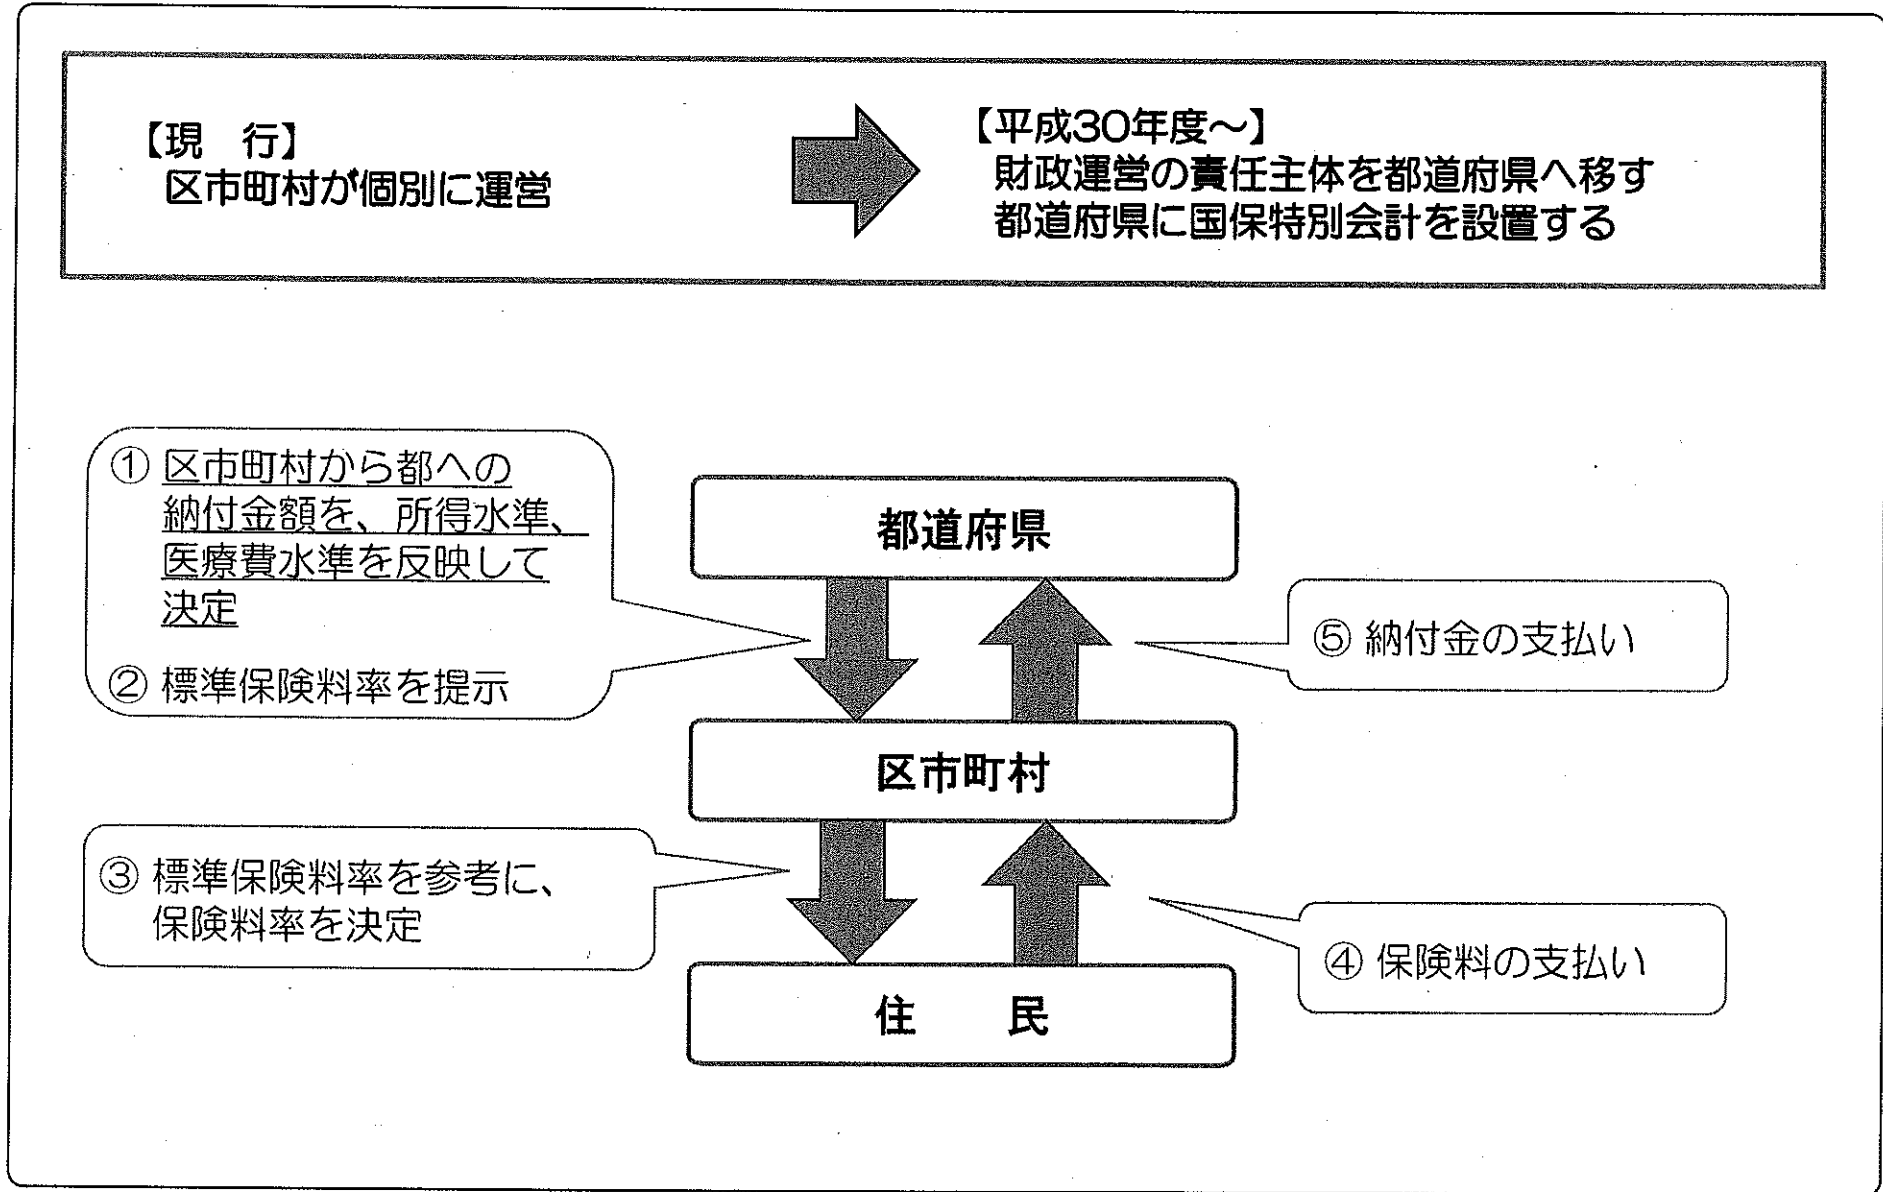 【現　行】
区市町村が個別に運営
【平成30年度～】
財政運営の責任主体を都道府県へ移す
都道府県に国保特別会計を設置する
① 区市町村から都への
納付金額を、所得水準、
医療費水準を反映して
決定
② 標準保険料率を提示
都道府県
⑤ 納付金の支払い
区市町村
③ 標準保険料率を参考に、
保険料率を決定
④ 保険料の支払い
住　　民